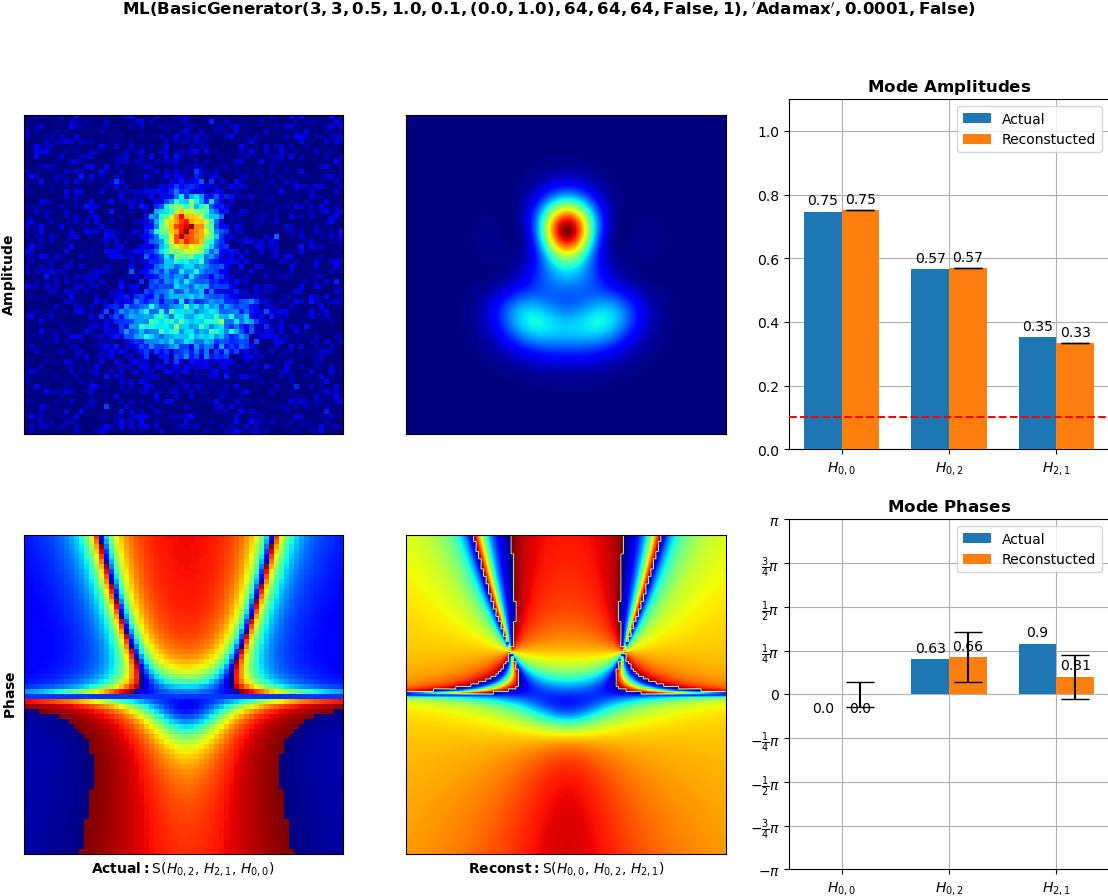 ML(BasicGenerator(3, 3, 0.5, 1.0, 0.1, (0.0, 1.0), 64, 64, 64, False, 1), 'Adamax', 0.0001, False)
Amplitude
Mode Amplitudes
Actual
Reconstucted
1.0
0.8
0.6
0.4
0.2
0.0
0.75 0.75
0.57 0.57
0.35 0.33
H0,0 H0,2 H2,1
Phase
Actual: S(H0,2, H2,1, H0,0)
Reconst: S(H0,0, H0,2, H2,1)
Mode Phases
Actual
Reconstucted
π
3/4π
1/2π
1/4π
0
−1/4π
−1/2π
−3/4π
−π
0.0 0.0
0.63 0.66
0.9 0.31
H0,0 H0,2 H2,1